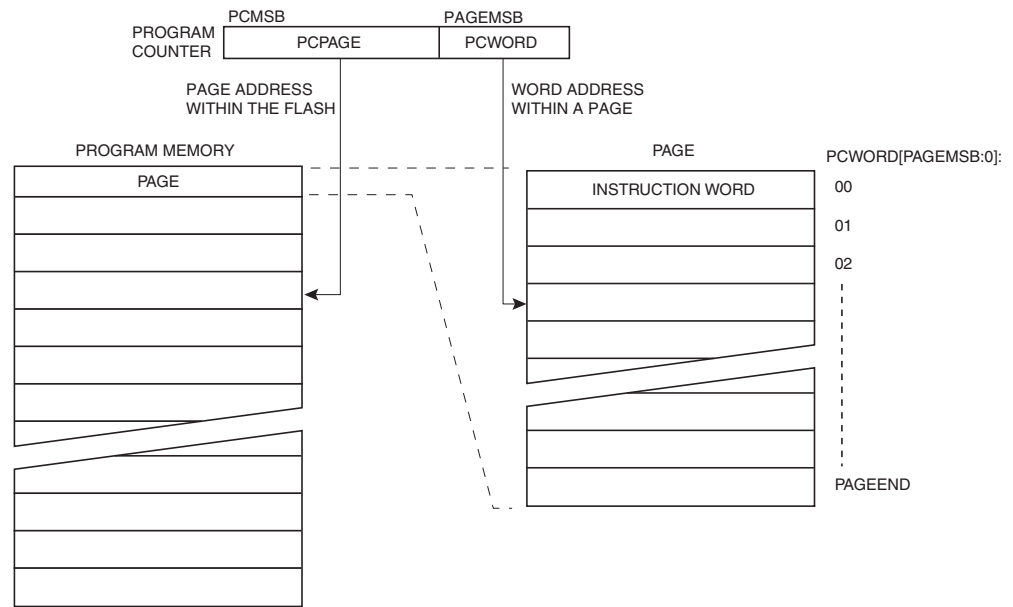 PCMSB
PAGEMSB
PROGRAM
COUNTER
PCPAGE
PCWORD
PAGE ADDRESS
WITHIN THE FLASH
WORD ADDRESS
WITHIN A PAGE
PROGRAM MEMORY
PAGE
PAGE
INSTRUCTION WORD
PCWORD[PAGEMSB:0]:
00
01
02
PAGEEND